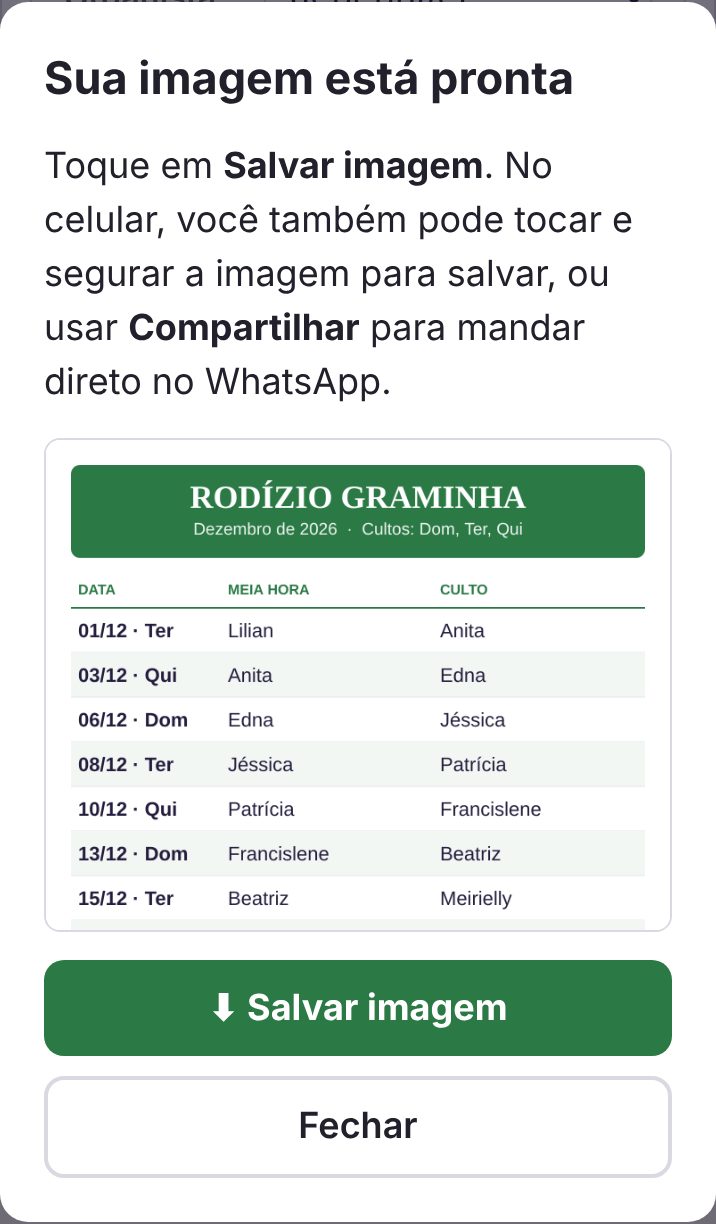 Sua imagem está pronta
Toque em Salvar imagem. No
celular, você também pode tocar e
segurar a imagem para salvar, ou
usar Compartilhar para mandar
direto no WhatsApp.
RODÍZIO GRAMINHA
Dezembro de 2026 · Cultos: Dom, Ter, Qui
DATA MEIA HORA CULTO
01/12 · Ter Lilian Anita
03/12 · Qui Anita Edna
06/12 · Dom Edna Jéssica
08/12 · Ter Jéssica Patrícia
10/12 · Qui Patrícia Francislene
13/12 · Dom Francislene Beatriz
15/12 · Ter Beatriz Meirielly
⬇ Salvar imagem
Fechar